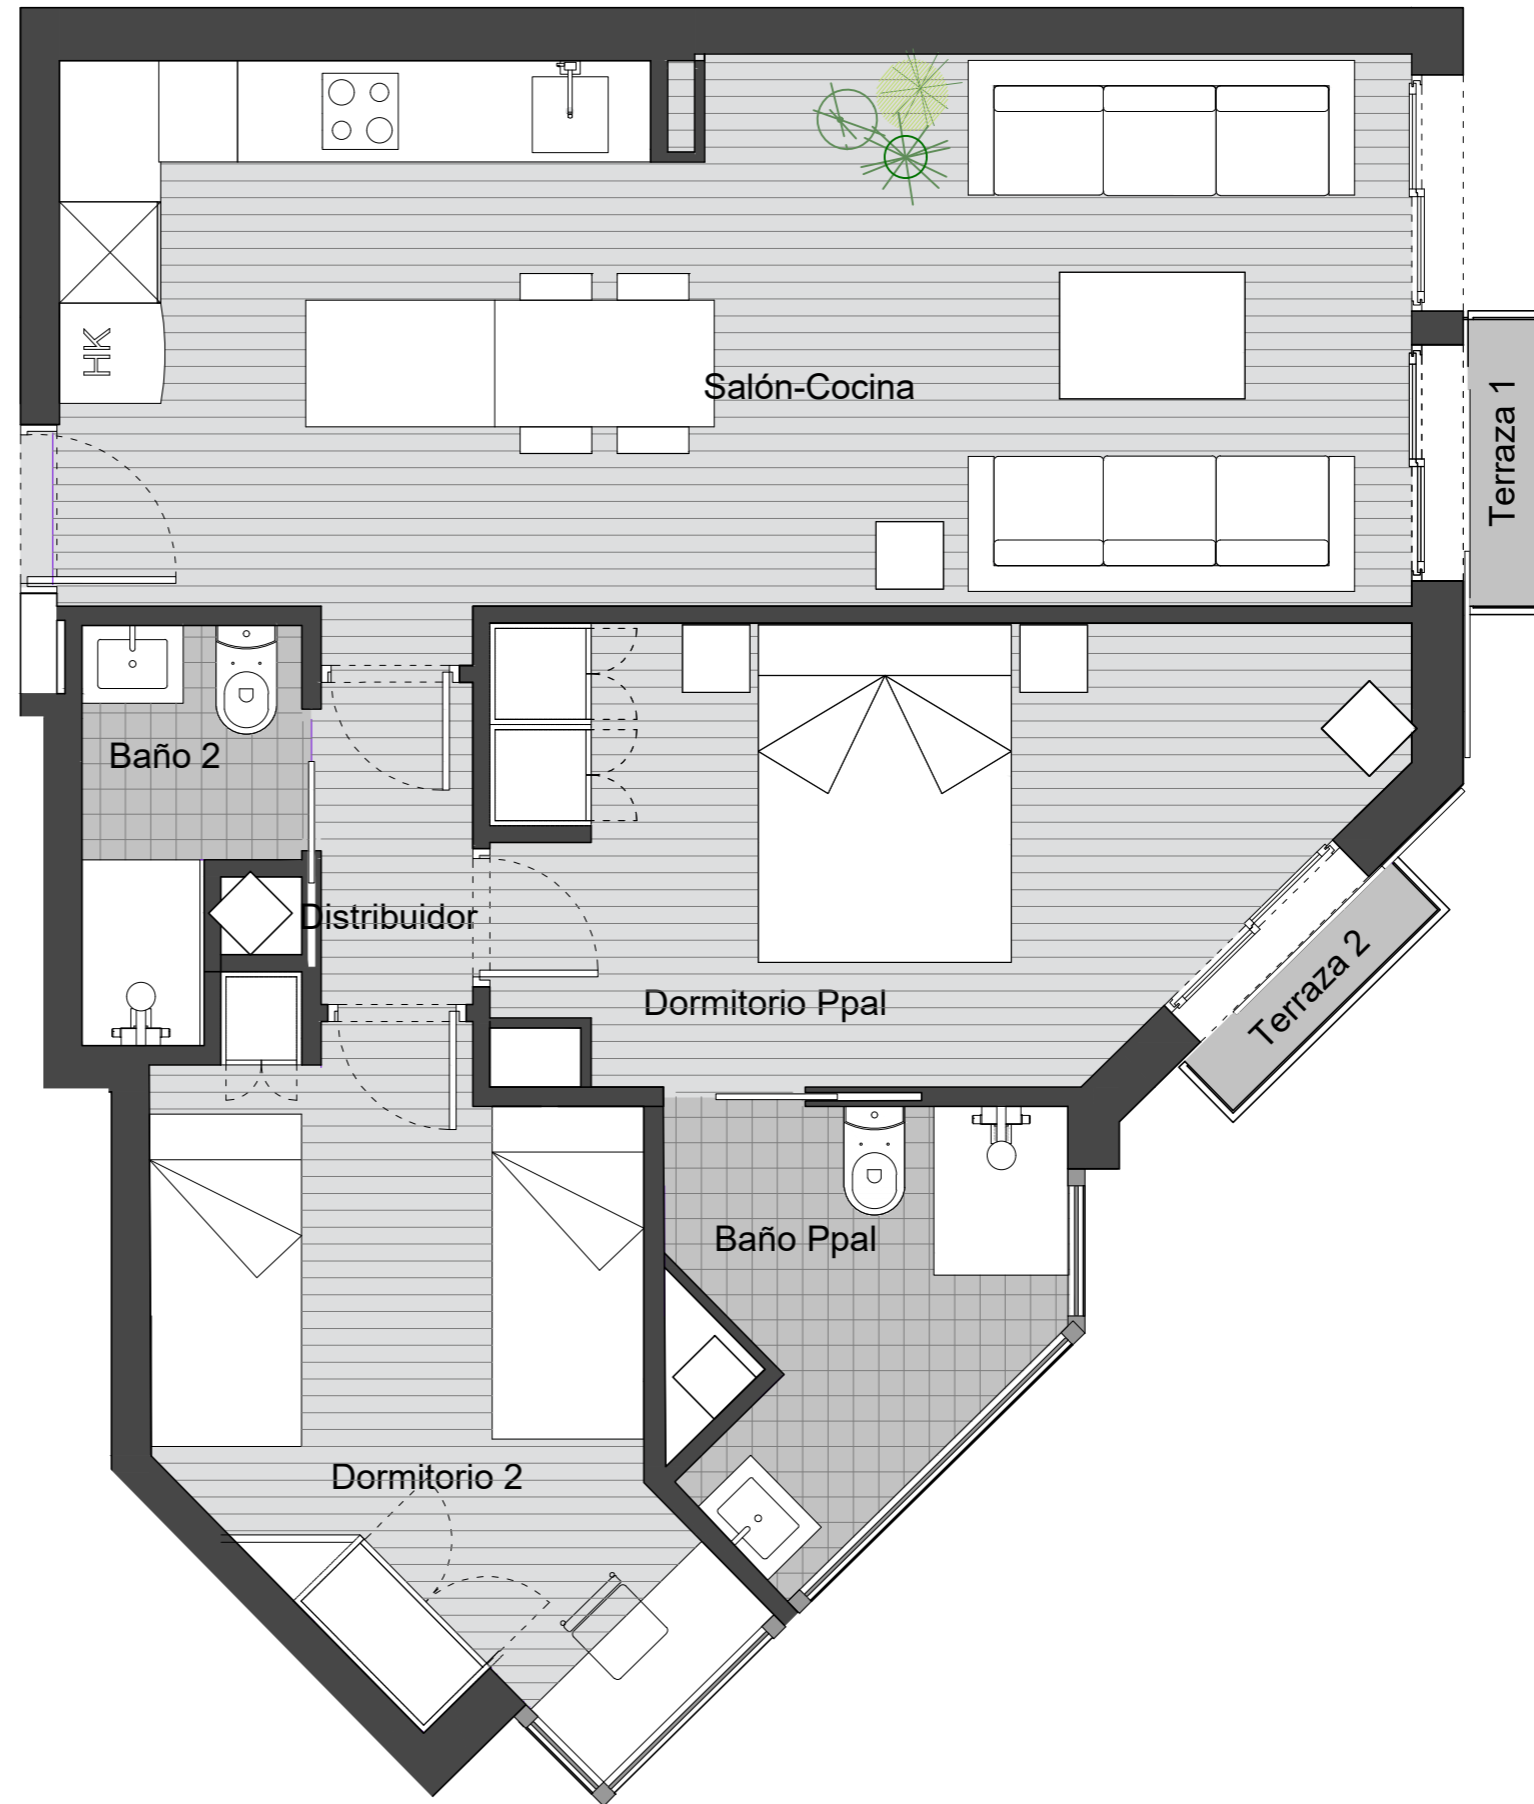 HK
Salón-Cocina
Terraza 1
Baño 2
Distribuidor
Dormitorio Ppal
Terraza 2
Baño Ppal
Dormitorio 2